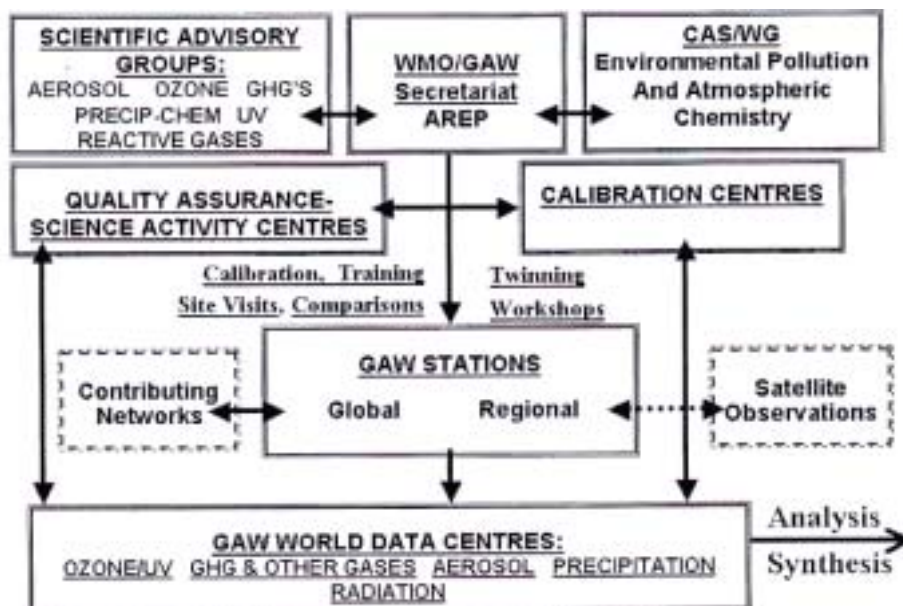 SCIENTIFIC ADVISORY
GROUPS:
AEROSOL OZONE GHG'S
PRECIP-CHEM UV
REACTIVE GASES
WMO/GAW
Secretariat
AREP
CAS/WG
Environmental Pollution
And Atmospheric
Chemistry
QUALITY ASSURANCE-
SCIENCE ACTIVITY CENTRES
CALIBRATION CENTRES
Calibration, Training
Site Visits, Comparisons
Twinning
Workshops
Contributing
Networks
GAW STATIONS
Global Regional
Satellite
Observations
GAW WORLD DATA CENTRES:
OZONE/UV GHG & OTHER GASES AEROSOL PRECIPITATION
RADIATION
Analysis
Synthesis